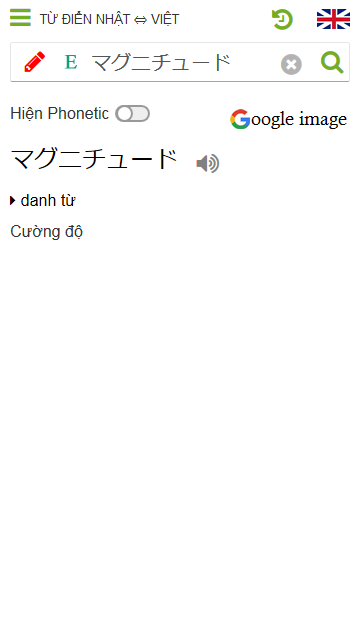 TỪ ĐIỂN NHẬT ⇔ VIỆT
E マグニチュード
Hiện Phonetic
Google image
マグニチュード
danh từ
Cường độ